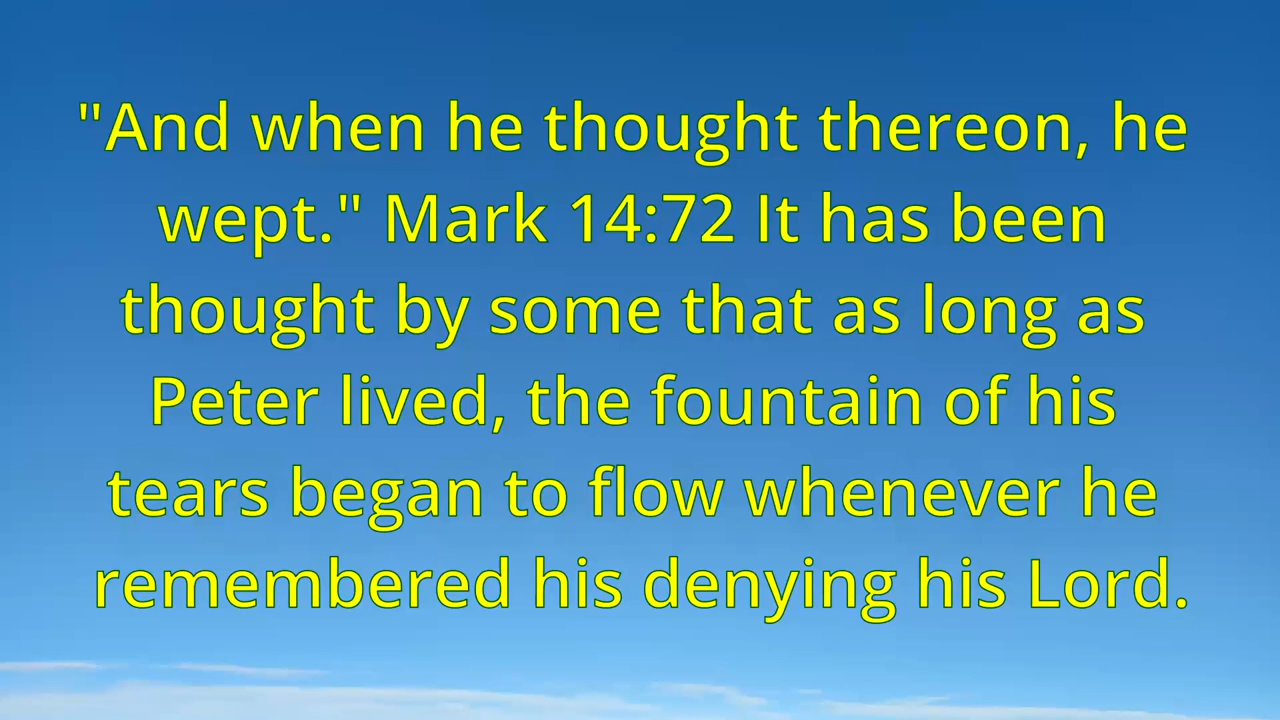 "And when he thought thereon, he
wept." Mark 14:72 It has been
thought by some that as long as
Peter lived, the fountain of his
tears began to flow whenever he
remembered his denying his Lord.